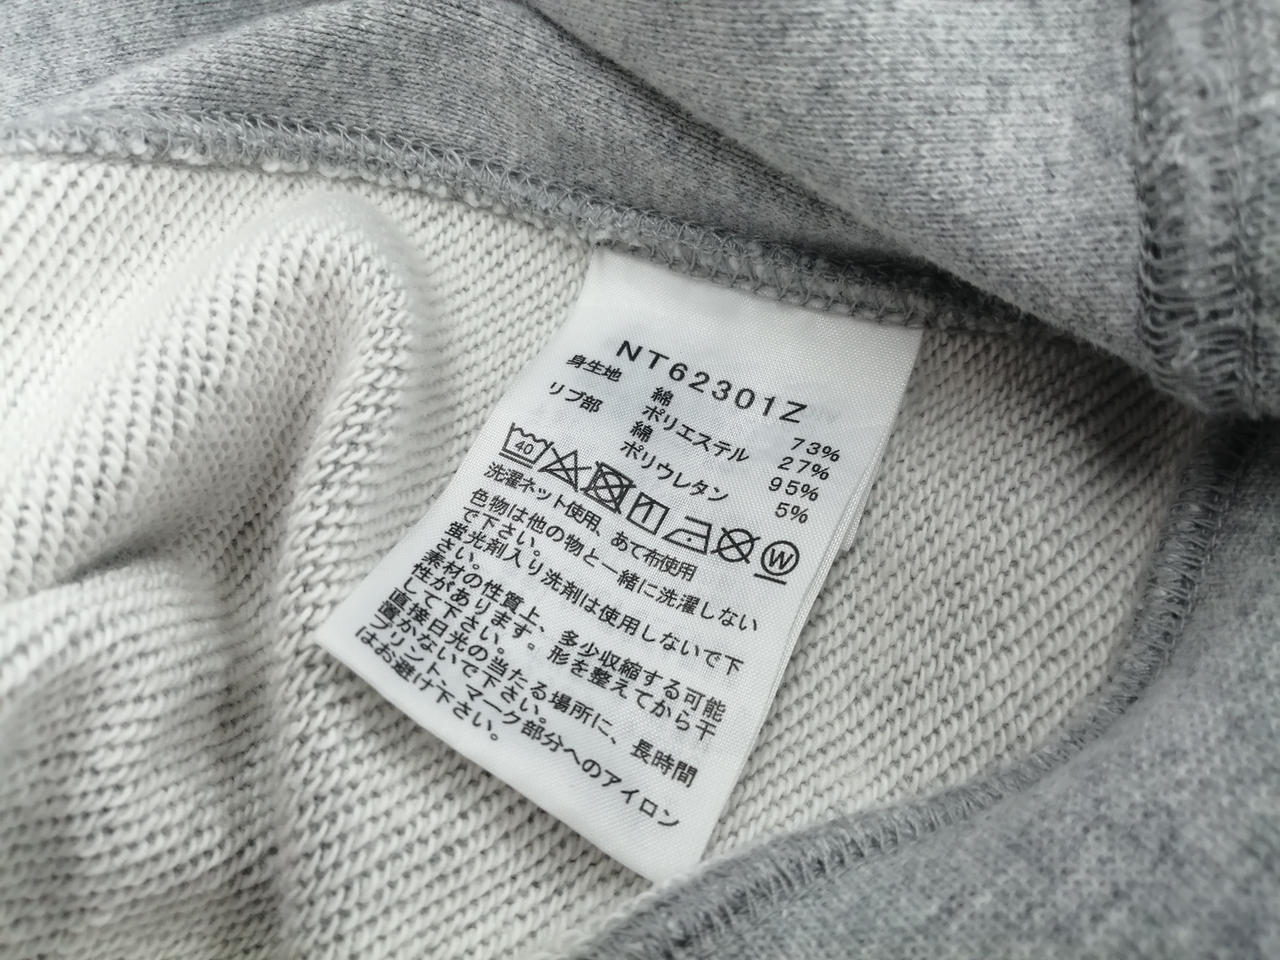 NT62301Z
身生地 綿 73%
ポリエステル 27%
リブ部 綿 95%
ポリウレタン 5%
40 W
洗濯ネット使用、あて布使用
色物は他の物と一緒に洗濯しない
で下さい。
蛍光剤入り洗剤は使用しないで下
さい。
素材の性質上、多少収縮する可能
性があります。形を整えてから干
して下さい。
直接日光の当たる場所に、長時間
置かないで下さい。
プリント、マーク部分へのアイロン
はお避け下さい。